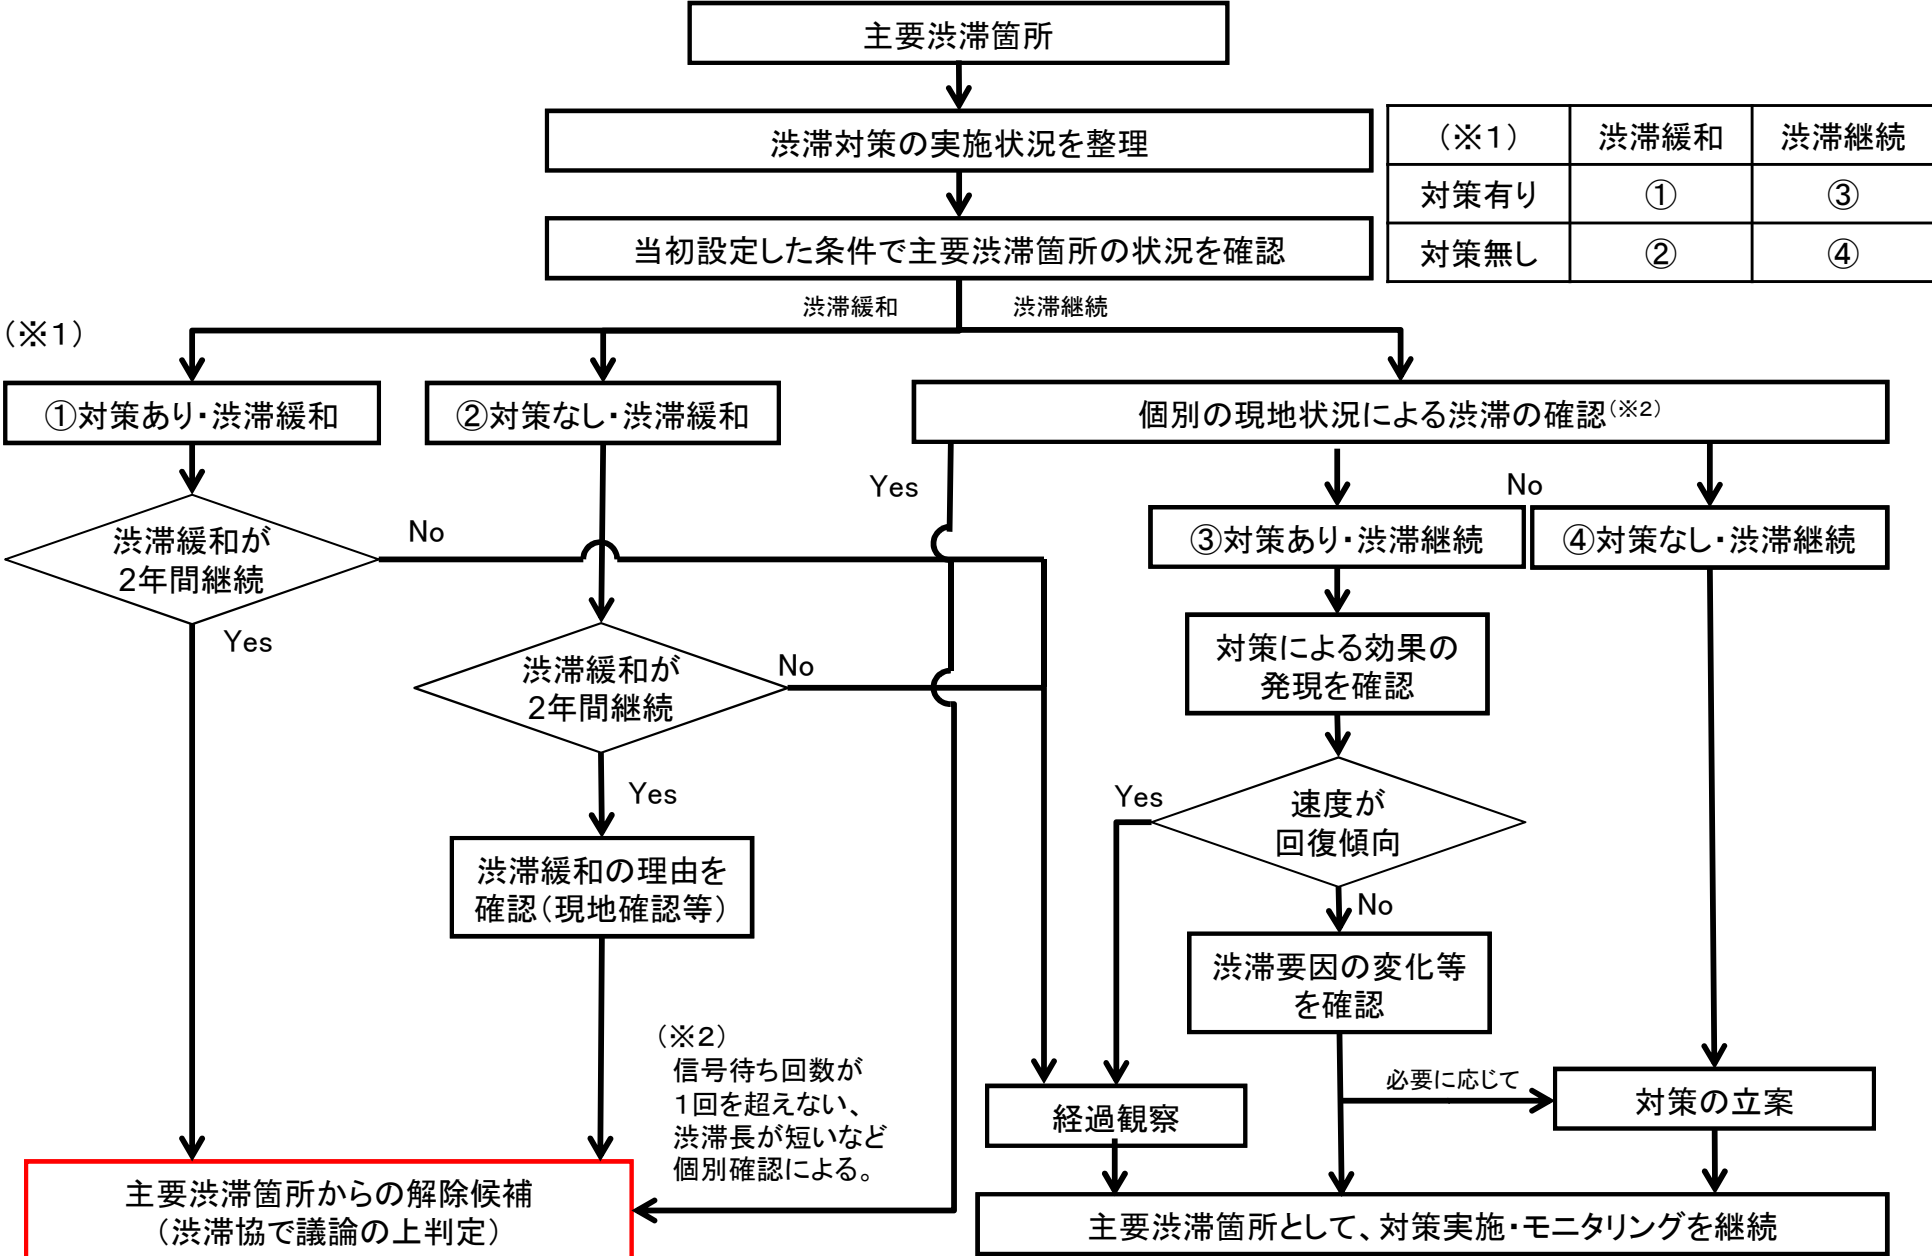 主要渋滞箇所
渋滞対策の実施状況を整理
当初設定した条件で主要渋滞箇所の状況を確認
(※1) 渋滞緩和 渋滞継続
対策有り ① ③
対策無し ② ④
渋滞緩和 渋滞継続
(※1)
①対策あり・渋滞緩和
②対策なし・渋滞緩和
個別の現地状況による渋滞の確認(※2)
Yes
No
③対策あり・渋滞継続
④対策なし・渋滞継続
渋滞緩和が
2年間継続
No
Yes
渋滞緩和が
2年間継続
No
Yes
対策による効果の
発現を確認
速度が
回復傾向
Yes
No
渋滞緩和の理由を
確認(現地確認等)
渋滞要因の変化等
を確認
(※2)
信号待ち回数が
1回を超えない、
渋滞長が短いなど
個別確認による。
経過観察
必要に応じて
対策の立案
主要渋滞箇所からの解除候補
(渋滞協で議論の上判定)
主要渋滞箇所として、対策実施・モニタリングを継続